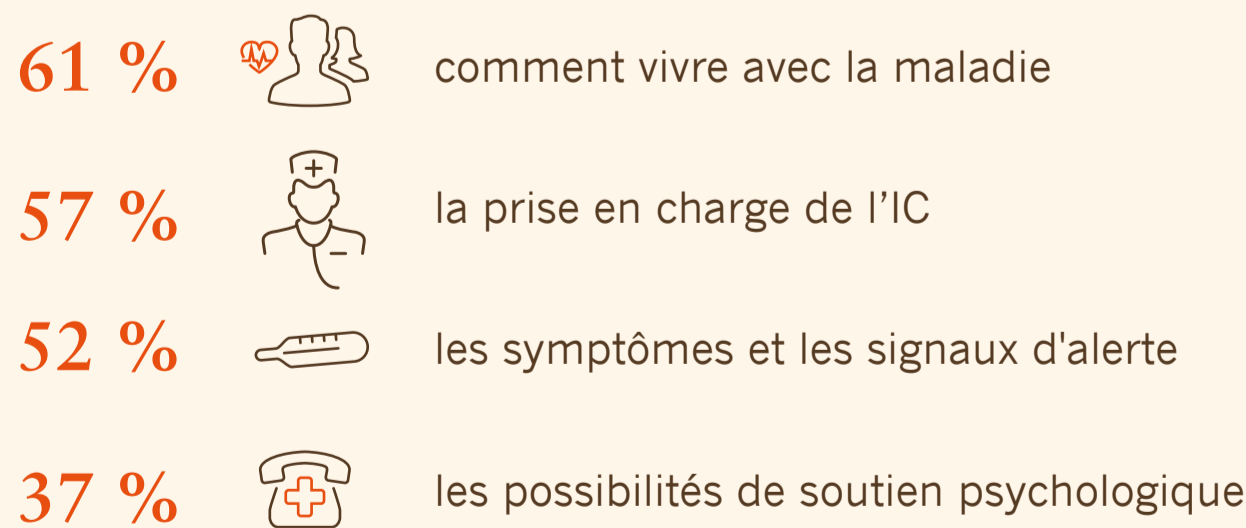 61 % comment vivre avec la maladie
57 % la prise en charge de l’IC
52 % les symptômes et les signaux d'alerte
37 % les possibilités de soutien psychologique